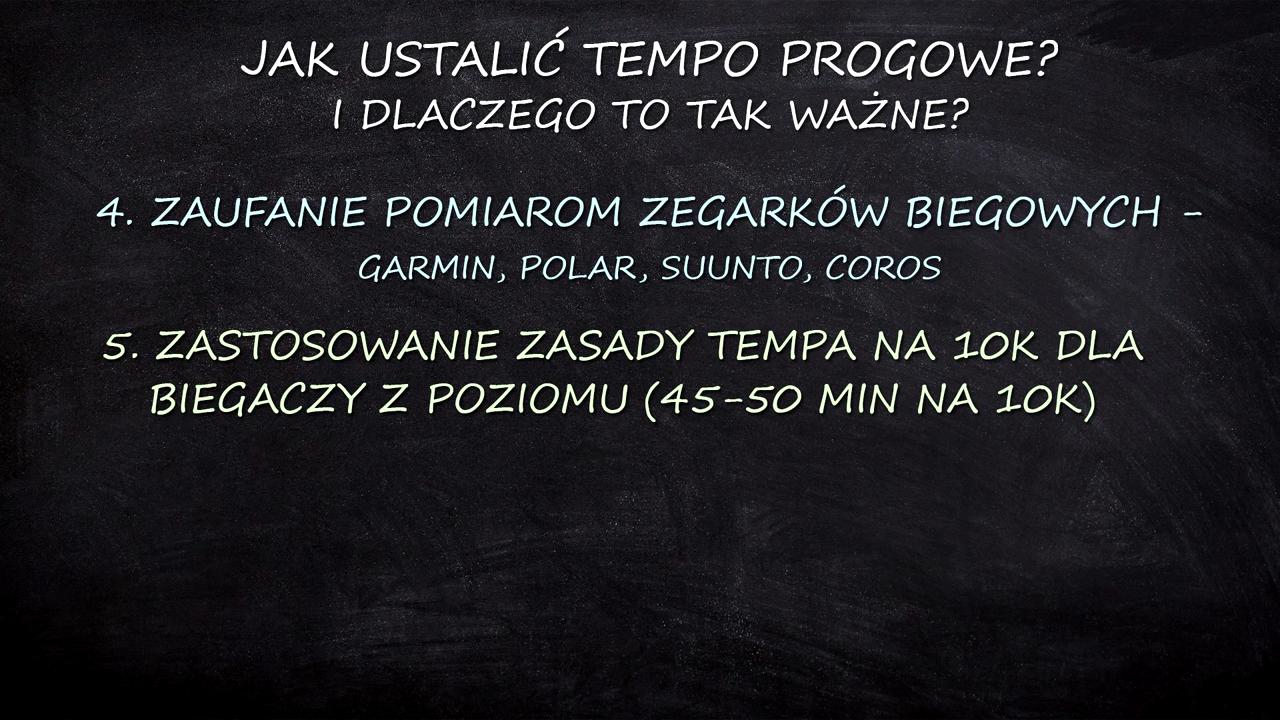 JAK USTALIĆ TEMPO PROGOWE?
I DLACZEGO TO TAK WAŻNE?
4. ZAUFANIE POMIAROM ZEGARKÓW BIEGOWYCH -
GARMIN, POLAR, SUUNTO, COROS
5. ZASTOSOWANIE ZASADY TEMPA NA 10K DLA
BIEGACZY Z POZIOMU (45-50 MIN NA 10K)